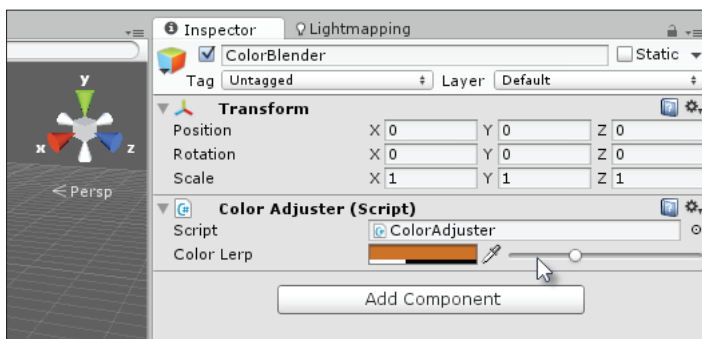 Inspector Lightmapping
ColorBlender Static
Tag Untagged Layer Default
Transform
Position X 0 Y 0 Z 0
Rotation X 0 Y 0 Z 0
Scale X 1 Y 1 Z 1
Color Adjuster (Script)
Script ColorAdjuster
Color Lerp
Add Component
y
x z
Persp